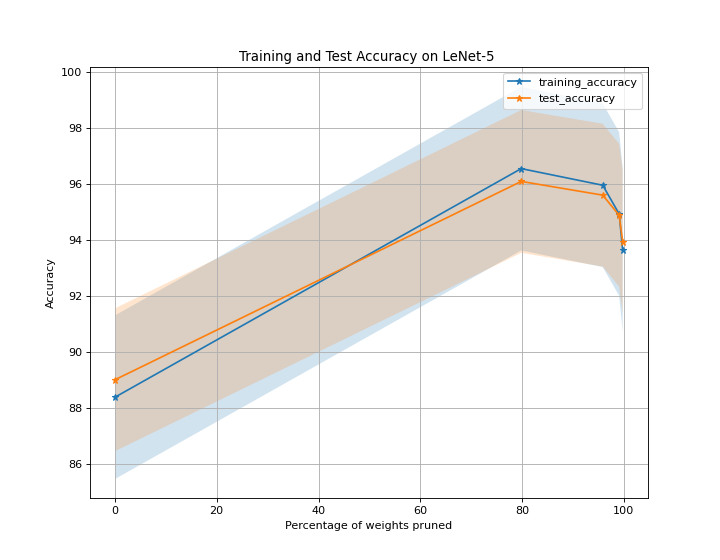 Training and Test Accuracy on LeNet-5
training_accuracy
test_accuracy
100
98
96
94
92
90
88
86
Accuracy
0
20
40
60
80
100
Percentage of weights pruned